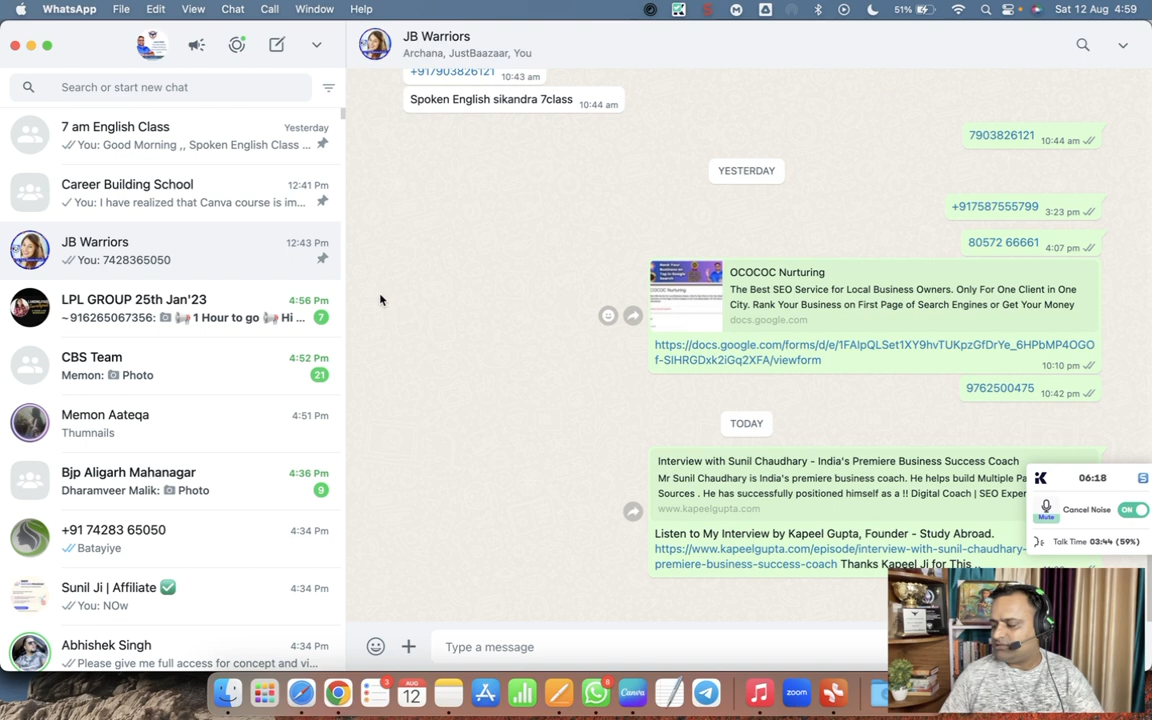 WhatsApp File Edit View Chat Call Window Help 51% Sat 12 Aug 4:59
Search or start new chat
7 am English Class Yesterday
You: Good Morning ,, Spoken English Class ...
Career Building School 12:41 Pm
You: I have realized that Canva course is im...
JB Warriors 12:43 Pm
You: 7428365050
LPL GROUP 25th Jan'23 4:56 Pm
~916265067356: 1 Hour to go Hi ... 7
CBS Team 4:52 Pm
Memon: Photo 21
Memon Aateqa 4:51 Pm
Thumnails
Bjp Aligarh Mahanagar 4:36 Pm
Dharamveer Malik: Photo 9
+91 74283 65050 4:34 Pm
Batayiye
Sunil Ji | Affiliate 4:34 Pm
You: NOw
Abhishek Singh 4:34 Pm
Please give me full access for concept and vi...
JB Warriors
Archana, JustBaazaar, You
+917903826121 10:43 am
Spoken English sikandra 7class 10:44 am
7903826121 10:44 am
YESTERDAY
+917587555799 3:23 pm
80572 66661 4:07 pm
OCOCOC Nurturing
The Best SEO Service for Local Business Owners. Only For One Client in One
City. Rank Your Business on First Page of Search Engines or Get Your Money
docs.google.com
https://docs.google.com/forms/d/e/1FAIpQLSet1XY9hvTUKpzGfDrYe_6HPbMP4OGO
f-SlHRGDxk2iGq2XFA/viewform
10:10 pm
9762500475 10:42 pm
TODAY
Interview with Sunil Chaudhary - India's Premiere Business Success Coach
Mr Sunil Chaudhary is India's premiere business coach. He helps build Multiple
Sources . He has successfully positioned himself as a !! Digital Coach | SEO
www.kapeelgupta.com
Listen to My Interview by Kapeel Gupta, Founder - Study Abroad.
https://www.kapeelgupta.com/episode/interview-with-sunil-chaudhary-
premiere-business-success-coach Thanks Kapeel Ji for This ..
06:18
Mute Cancel Noise ON
Talk Time 03:44 (59%)
Type a message
3
AUG
12
8
Canva
zoom